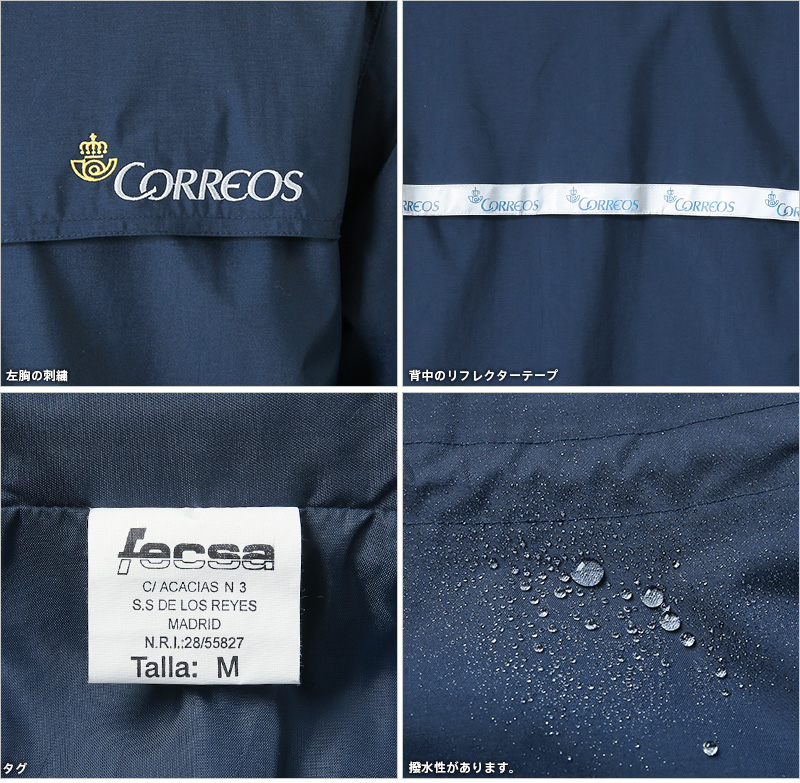 CORREOS
左胸の刺繍
RREOS CORREOS CORREOS CORREOS CO
背中のリフレクターテープ
fecsa
C/ ACACIAS N 3
S.S DE LOS REYES
MADRID
N.R.I.:28/55827
Talla: M
タグ
撥水性があります。